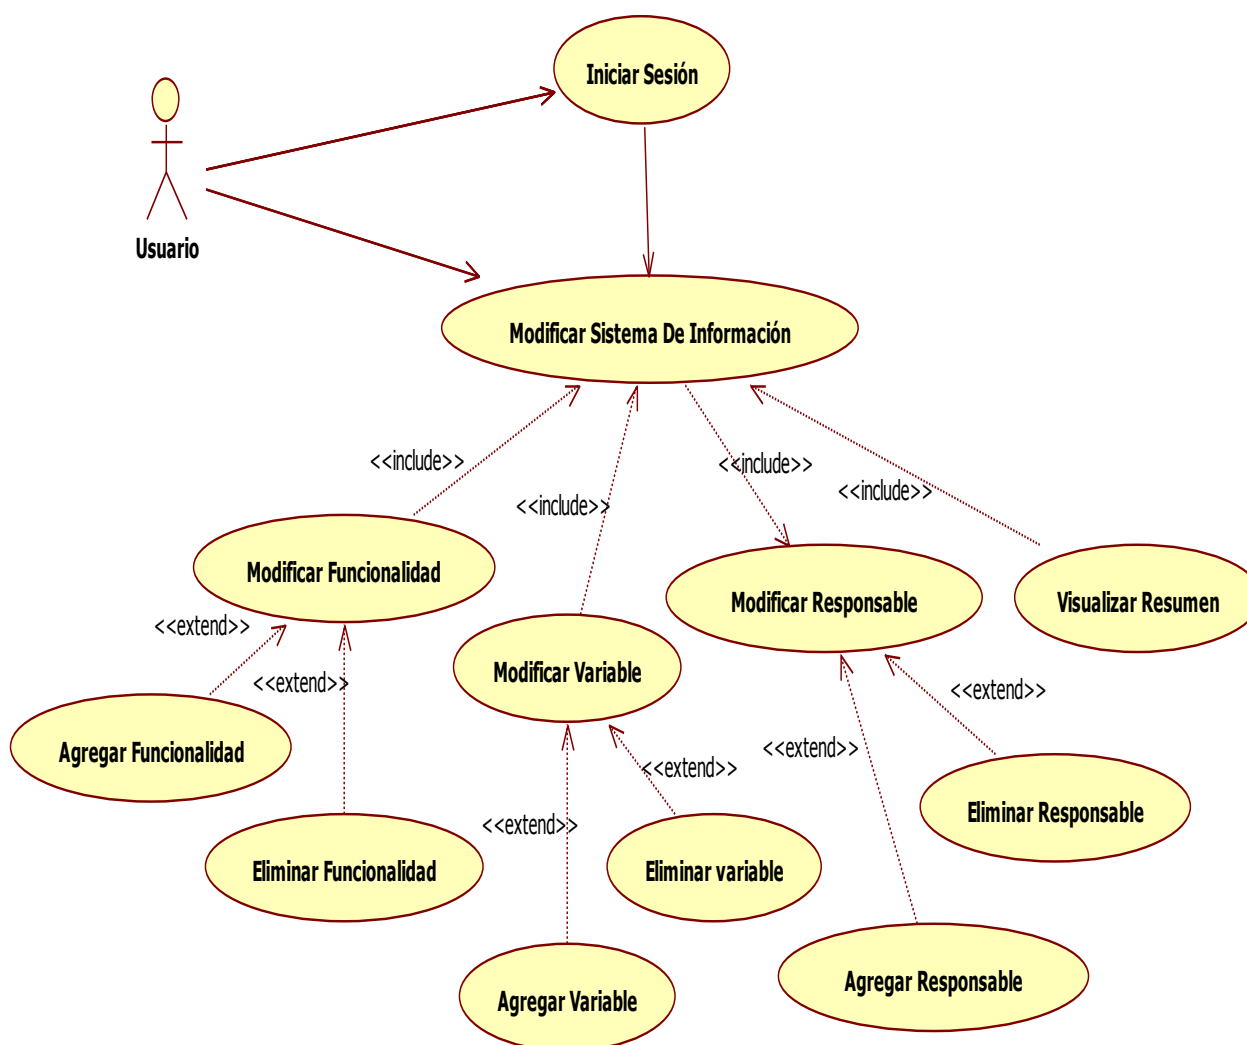 Iniciar Sesión
Usuario
Modificar Sistema De Información
<<include>>
<<include>>
<<include>>
<<include>>
Modificar Funcionalidad
Modificar Responsable
Visualizar Resumen
<<extend>>
Modificar Variable
<<extend>>
<<extend>>
Agregar Funcionalidad
<<extend>>
<<extend>>
Eliminar Responsable
<<extend>>
Eliminar Funcionalidad
Eliminar variable
Agregar Responsable
Agregar Variable